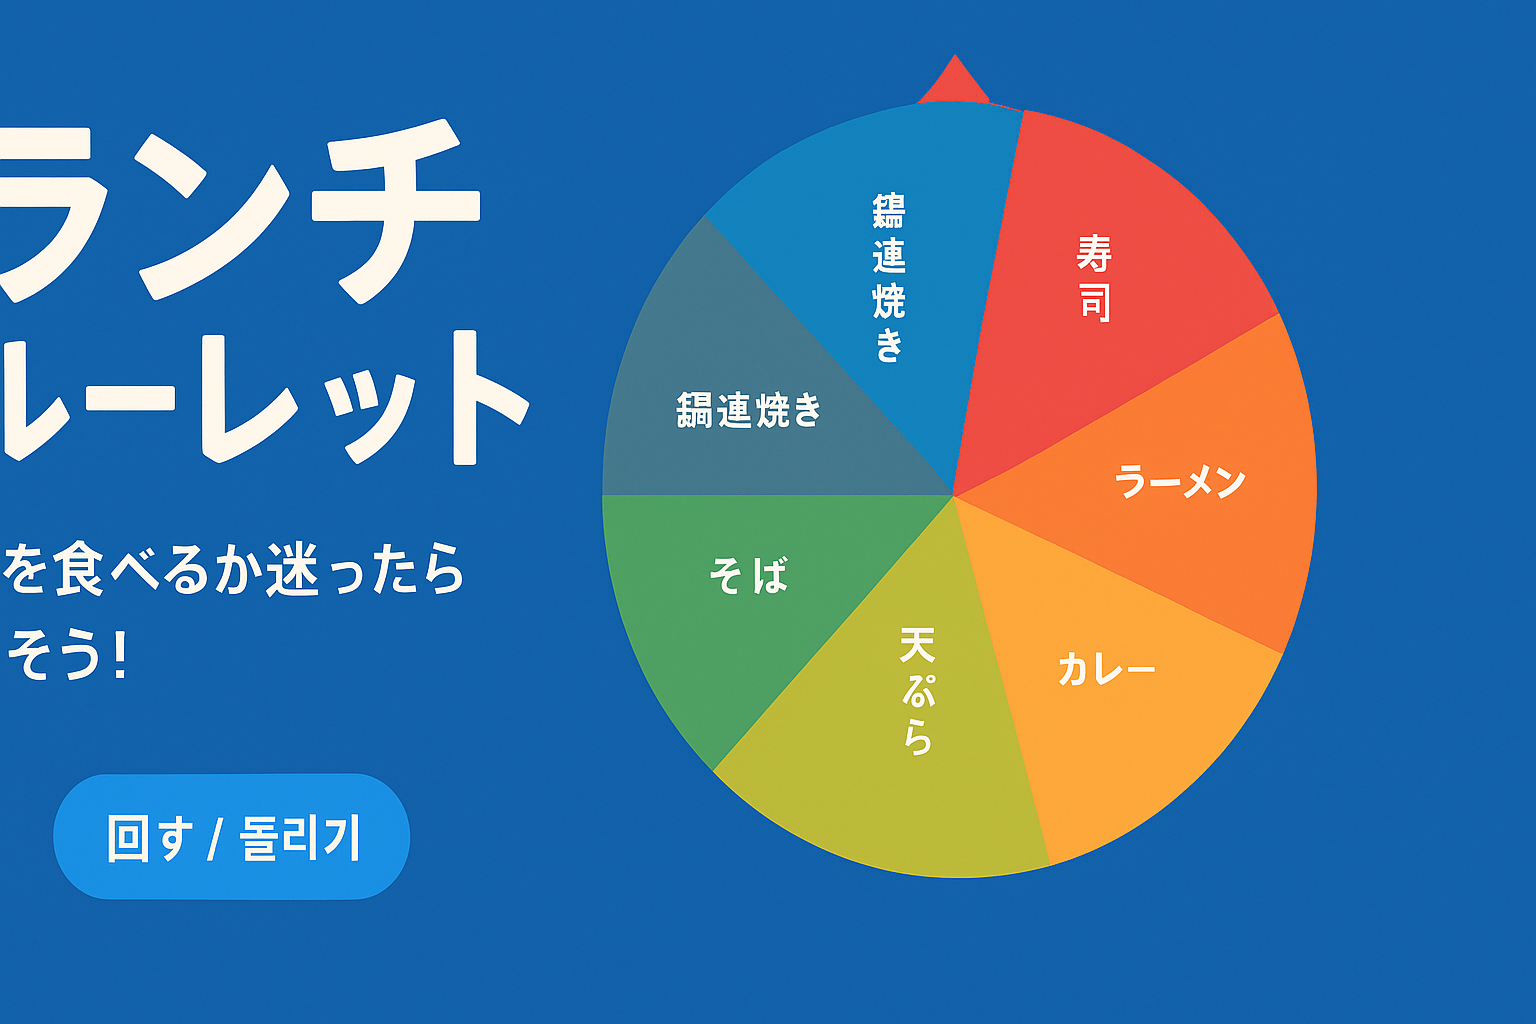 ランチ
ルーレット
を食べるか迷ったら
そう!
回す / 돌리기
連焼き
寿司
ラーメン
連焼き
そば
天ぷら
カレー